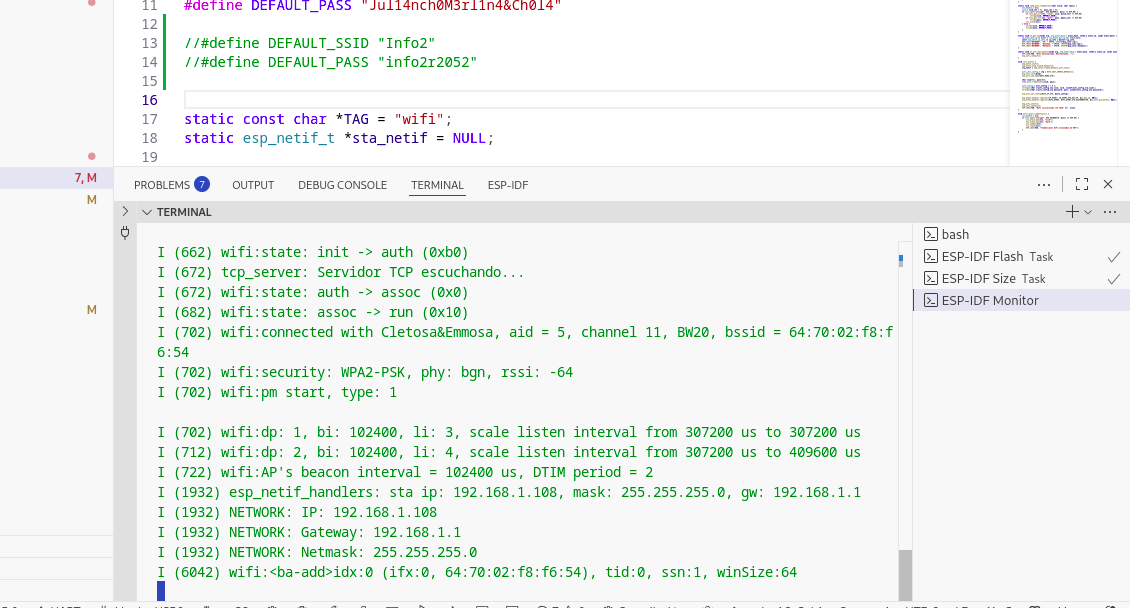 11 #define DEFAULT_PASS "Jul14nch0M3rl1n4&Ch0l4"
12
13 //#define DEFAULT_SSID "Info2"
14 //#define DEFAULT_PASS "info2r2052"
15
16
17 static const char *TAG = "wifi";
18 static esp_netif_t *sta_netif = NULL;
19
7, M
M
M
PROBLEMS 7 OUTPUT DEBUG CONSOLE TERMINAL ESP-IDF
TERMINAL
I (662) wifi:state: init -> auth (0xb0)
I (672) tcp_server: Servidor TCP escuchando...
I (672) wifi:state: auth -> assoc (0x0)
I (682) wifi:state: assoc -> run (0x10)
I (702) wifi:connected with Cletosa&Emmosa, aid = 5, channel 11, BW20, bssid = 64:70:02:f8:f
6:54
I (702) wifi:security: WPA2-PSK, phy: bgn, rssi: -64
I (702) wifi:pm start, type: 1
I (702) wifi:dp: 1, bi: 102400, li: 3, scale listen interval from 307200 us to 307200 us
I (712) wifi:dp: 2, bi: 102400, li: 4, scale listen interval from 307200 us to 409600 us
I (722) wifi:AP's beacon interval = 102400 us, DTIM period = 2
I (1932) esp_netif_handlers: sta ip: 192.168.1.108, mask: 255.255.255.0, gw: 192.168.1.1
I (1932) NETWORK: IP: 192.168.1.108
I (1932) NETWORK: Gateway: 192.168.1.1
I (1932) NETWORK: Netmask: 255.255.255.0
I (6042) wifi:<ba-add>idx:0 (ifx:0, 64:70:02:f8:f6:54), tid:0, ssn:1, winSize:64
bash
ESP-IDF Flash Task
ESP-IDF Size Task
ESP-IDF Monitor